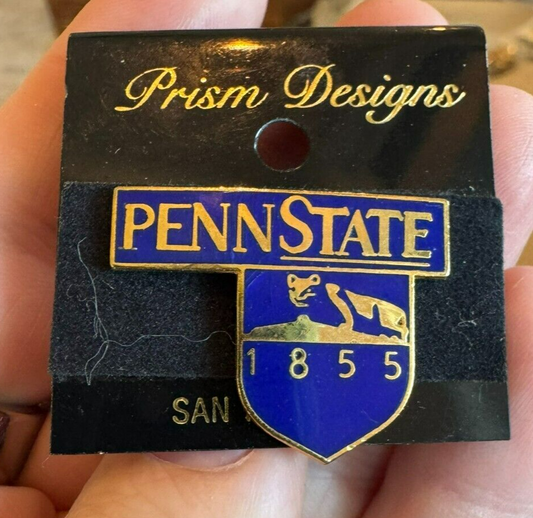 Prism Designs
PENNSTATE
1855
SAN